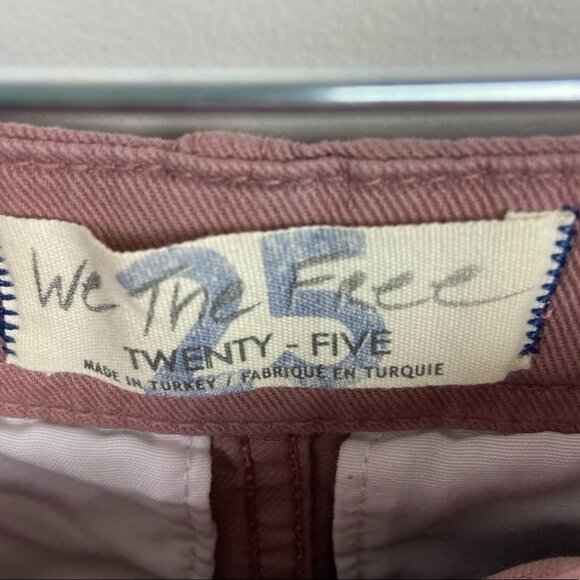 25
We The Free
TWENTY - FIVE
MADE IN TURKEY / FABRIQUÉ EN TURQUIE